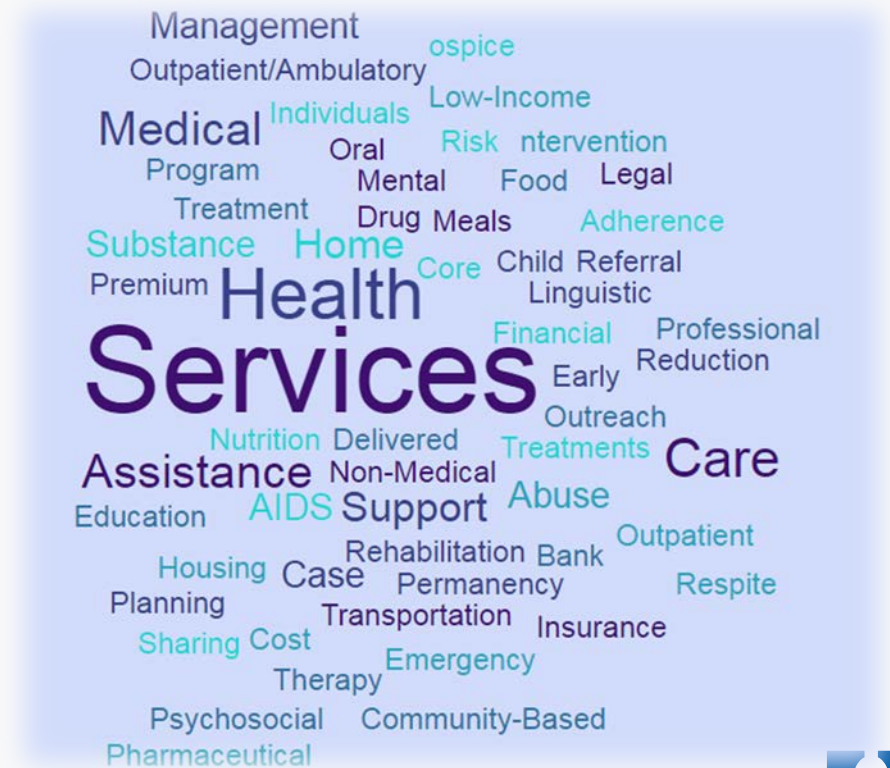 Management
ospice
Outpatient/Ambulatory
Low-Income
Medical Individuals
Oral Risk ntervention
Program Mental Food Legal
Treatment Drug Meals Adherence
Substance Home
Core Child Referral
Premium Health Linguistic
Financial Professional
Services Early Reduction
Outreach
Nutrition Delivered Treatments Care
Assistance Non-Medical
Education AIDS Support Abuse
Outpatient
Rehabilitation Bank
Housing Case Permanency Respite
Planning Transportation Insurance
Sharing Cost
Emergency
Therapy
Psychosocial Community-Based
Pharmaceutical